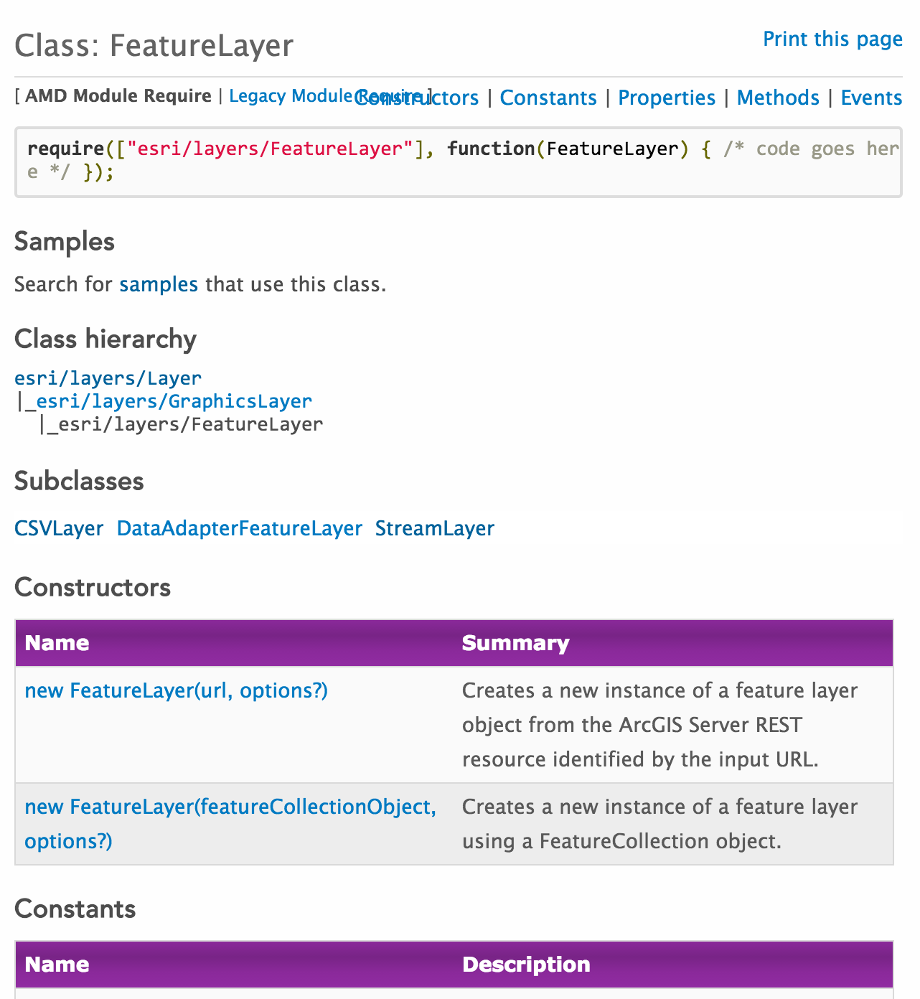 Class: FeatureLayer
Print this page
[ AMD Module Require | Legacy Module Require ]
Constructors | Constants | Properties | Methods | Events
require(["esri/layers/FeatureLayer"], function(FeatureLayer) { /* code goes her
e */ });
Samples
Search for samples that use this class.
Class hierarchy
esri/layers/Layer
|_esri/layers/GraphicsLayer
  |_esri/layers/FeatureLayer
Subclasses
CSVLayer DataAdapterFeatureLayer StreamLayer
Constructors
Name Summary
new FeatureLayer(url, options?) Creates a new instance of a feature layer
object from the ArcGIS Server REST
resource identified by the input URL.
new FeatureLayer(featureCollectionObject, Creates a new instance of a feature layer
options?) using a FeatureCollection object.
Constants
Name Description